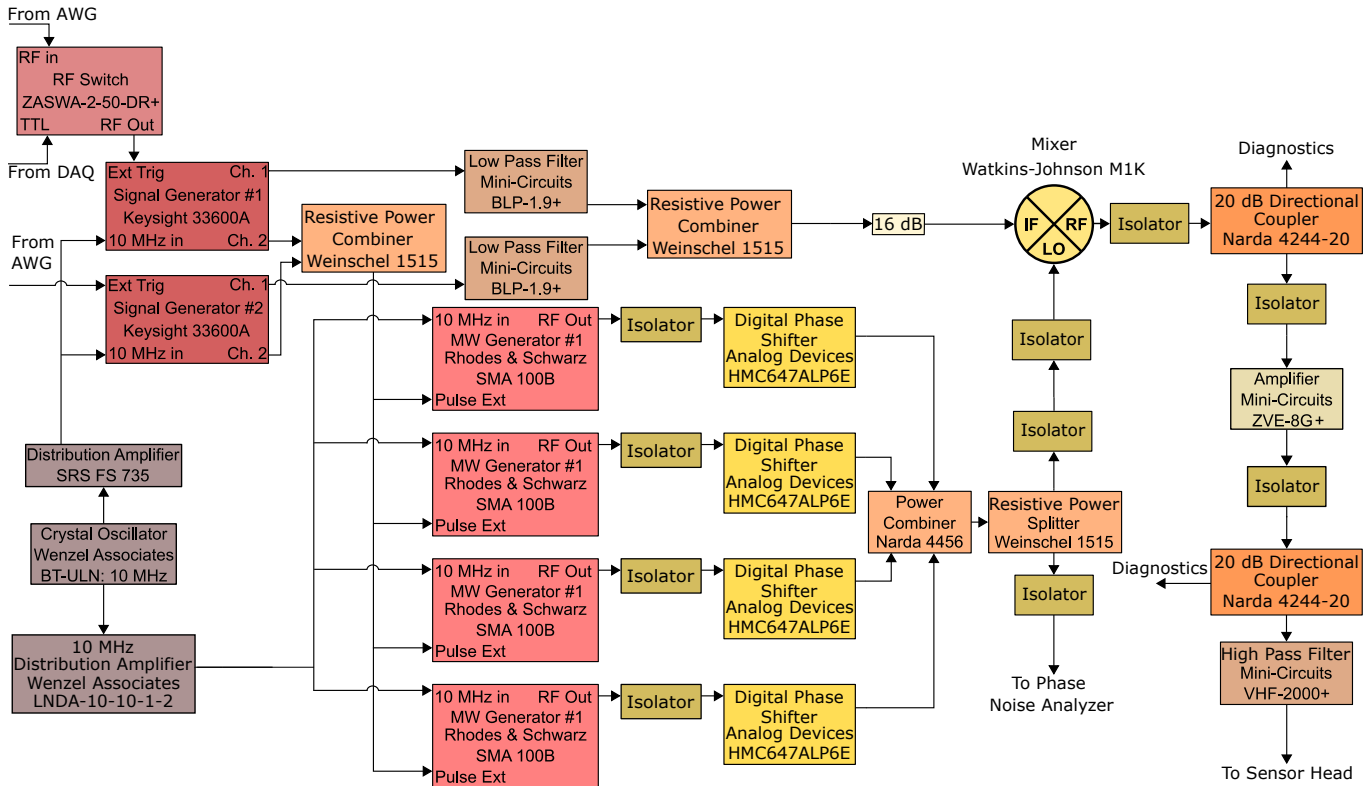 From AWG
RF in
RF Switch
ZASWA-2-50-DR+
TTL RF Out
From DAQ
Ext Trig Ch. 1
Signal Generator #1
Keysight 33600A
10 MHz in Ch. 2
From
AWG
Ext Trig Ch. 1
Signal Generator #2
Keysight 33600A
10 MHz in Ch. 2
Distribution Amplifier
SRS FS 735
Crystal Oscillator
Wenzel Associates
BT-ULN: 10 MHz
10 MHz
Distribution Amplifier
Wenzel Associates
LNDA-10-10-1-2
Resistive Power
Combiner
Weinschel 1515
Low Pass Filter
Mini-Circuits
BLP-1.9+
Low Pass Filter
Mini-Circuits
BLP-1.9+
Resistive Power
Combiner
Weinschel 1515
16 dB
Mixer
Watkins-Johnson M1K
IF RF
LO
Isolator
Diagnostics
20 dB Directional
Coupler
Narda 4244-20
Isolator
Amplifier
Mini-Circuits
ZVE-8G+
Isolator
20 dB Directional
Coupler
Narda 4244-20
Diagnostics
High Pass Filter
Mini-Circuits
VHF-2000+
To Sensor Head
10 MHz in RF Out
MW Generator #1
Rhodes & Schwarz
SMA 100B
Pulse Ext
Isolator
Digital Phase
Shifter
Analog Devices
HMC647ALP6E
10 MHz in RF Out
MW Generator #1
Rhodes & Schwarz
SMA 100B
Pulse Ext
Isolator
Digital Phase
Shifter
Analog Devices
HMC647ALP6E
10 MHz in RF Out
MW Generator #1
Rhodes & Schwarz
SMA 100B
Pulse Ext
Isolator
Digital Phase
Shifter
Analog Devices
HMC647ALP6E
10 MHz in RF Out
MW Generator #1
Rhodes & Schwarz
SMA 100B
Pulse Ext
Isolator
Digital Phase
Shifter
Analog Devices
HMC647ALP6E
Power
Combiner
Narda 4456
Isolator
Isolator
Resistive Power
Splitter
Weinschel 1515
Isolator
To Phase
Noise Analyzer